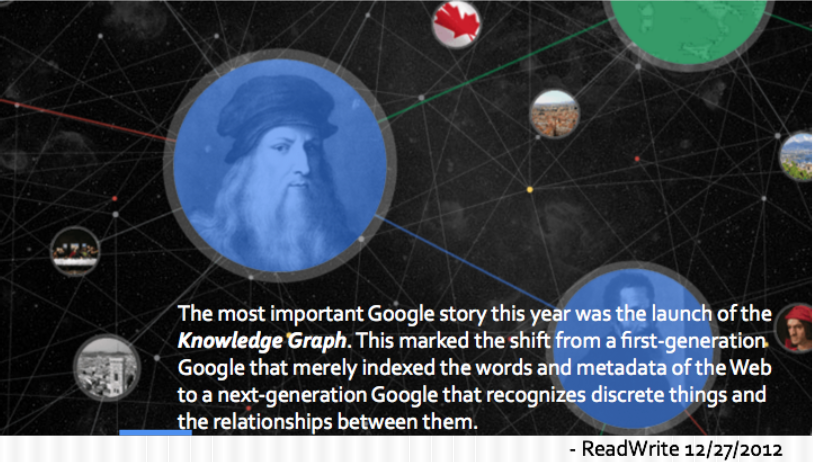 The most important Google story this year was the launch of the
Knowledge Graph. This marked the shift from a first-generation
Google that merely indexed the words and metadata of the Web
to a next-generation Google that recognizes discrete things and
the relationships between them.
- ReadWrite 12/27/2012